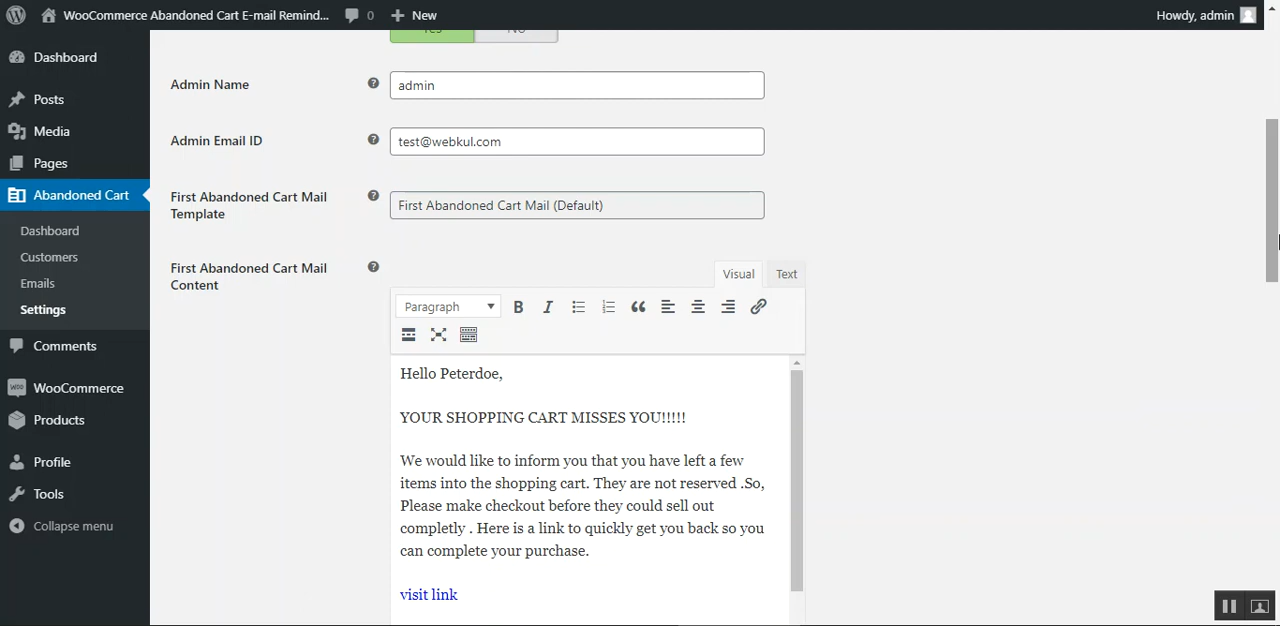 WooCommerce Abandoned Cart E-mail Remind... 0 New Howdy, admin
Dashboard
Posts
Media
Pages
Abandoned Cart
Dashboard
Customers
Emails
Settings
Comments
WooCommerce
Products
Profile
Tools
Collapse menu
Yes No
Admin Name
admin
Admin Email ID
test@webkul.com
First Abandoned Cart Mail
Template
First Abandoned Cart Mail (Default)
First Abandoned Cart Mail
Content
Visual Text
Paragraph
Hello Peterdoe,
YOUR SHOPPING CART MISSES YOU!!!!!
We would like to inform you that you have left a few
items into the shopping cart. They are not reserved .So,
Please make checkout before they could sell out
completly . Here is a link to quickly get you back so you
can complete your purchase.
visit link